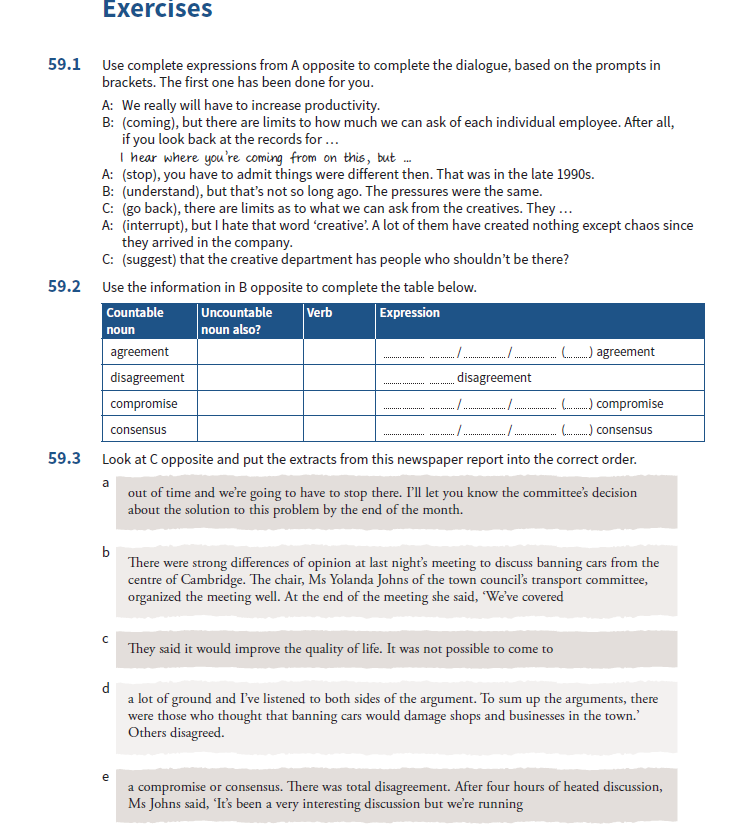 Exercises
59.1 Use complete expressions from A opposite to complete the dialogue, based on the prompts in
brackets. The first one has been done for you.
A: We really will have to increase productivity.
B: (coming), but there are limits to how much we can ask of each individual employee. After all,
if you look back at the records for ...
I hear where you're coming from on this, but ...
A: (stop), you have to admit things were different then. That was in the late 1990s.
B: (understand), but that's not so long ago. The pressures were the same.
C: (go back), there are limits as to what we can ask from the creatives. They ...
A: (interrupt), but I hate that word 'creative'. A lot of them have created nothing except chaos since
they arrived in the company.
C: (suggest) that the creative department has people who shouldn't be there?
59.2 Use the information in B opposite to complete the table below.
Countable noun | Uncountable noun also? | Verb | Expression
agreement ............ ......../............/............ (........) agreement
disagreement ............ ........ disagreement
compromise ............ ......../............/............ (........) compromise
consensus ............ ......../............/............ (........) consensus
59.3 Look at C opposite and put the extracts from this newspaper report into the correct order.
a
out of time and we're going to have to stop there. I'll let you know the committee's decision
about the solution to this problem by the end of the month.
b
There were strong differences of opinion at last night's meeting to discuss banning cars from the
centre of Cambridge. The chair, Ms Yolanda Johns of the town council's transport committee,
organized the meeting well. At the end of the meeting she said, 'We've covered
c
They said it would improve the quality of life. It was not possible to come to
d
a lot of ground and I've listened to both sides of the argument. To sum up the arguments, there
were those who thought that banning cars would damage shops and businesses in the town.'
Others disagreed.
e
a compromise or consensus. There was total disagreement. After four hours of heated discussion,
Ms Johns said, 'It's been a very interesting discussion but we're running